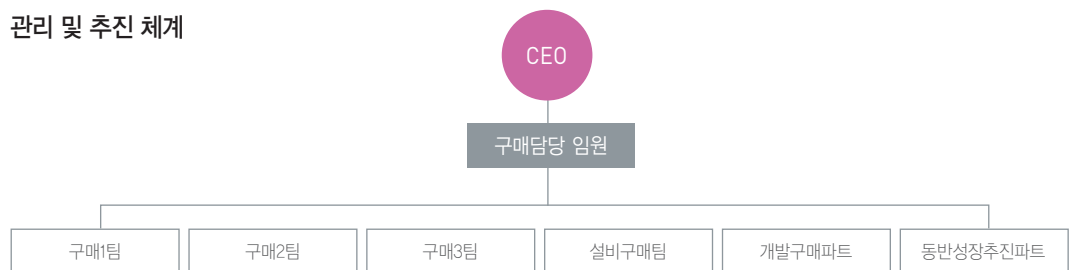 관리 및 추진 체계
CEO
구매담당 임원
구매1팀
구매2팀
구매3팀
설비구매팀
개발구매파트
동반성장추진파트